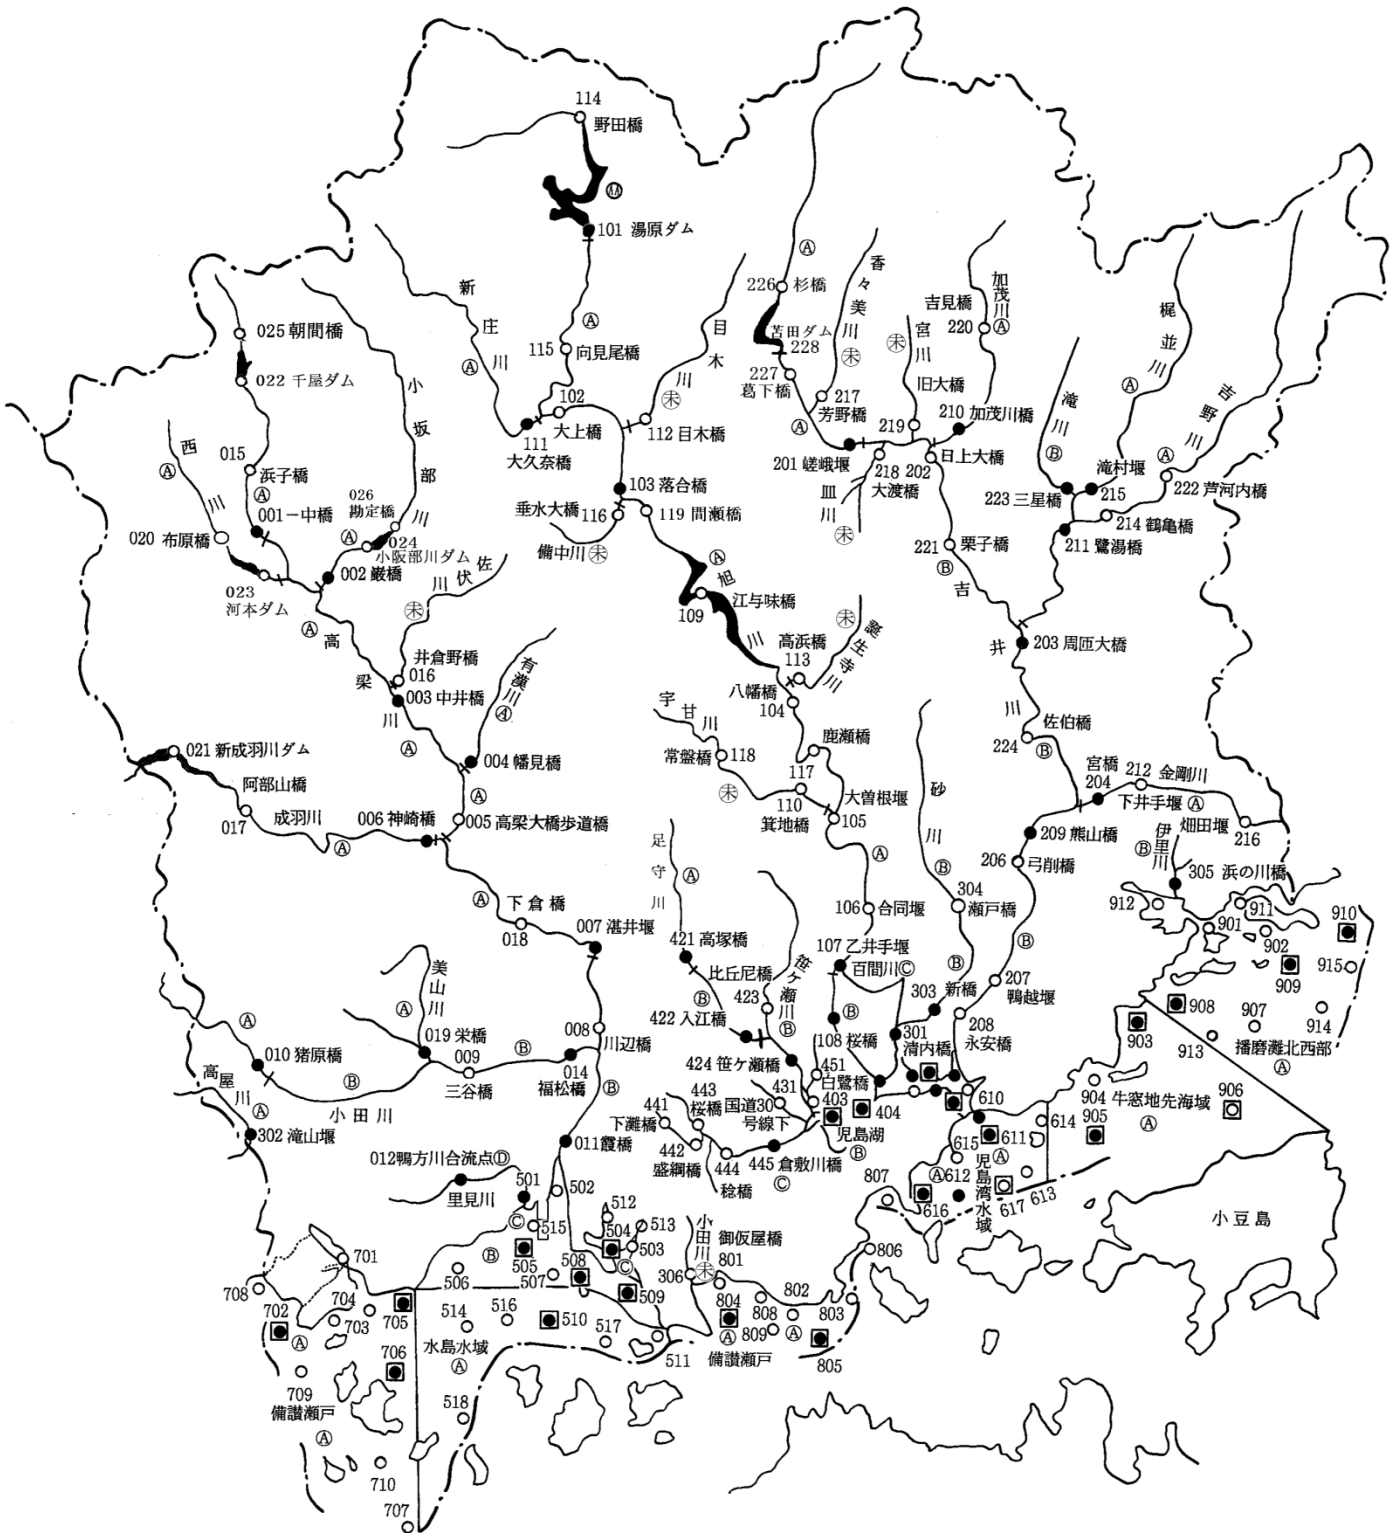 114
野田橋
AA
101 湯原ダム
新庄川
Ⓐ
Ⓐ
115 向見尾橋
目木川
㊍
102
大上橋
111
大久奈橋
112 目木橋
103 落合橋
垂水大橋
116
119 間瀬橋
備中川
Ⓐ
旭川
109
江与味橋
高浜橋
113
誕生寺川
八幡橋
104
宇甘川
常盤橋
118
鹿瀬橋
117
110
箕地橋
大曽根堰
105
Ⓐ
106 合同堰
107 乙井手堰
百間川Ⓒ
Ⓑ
108 桜橋
025 朝間橋
022 千屋ダム
小坂部川
西川
Ⓐ
015
浜子橋
Ⓐ
001一中橋
026
勘定橋
020 布原橋
Ⓐ
024
小阪部川ダム
002 巌橋
023
河本ダム
Ⓐ
高梁川
佐伏川
未
井倉野橋
016
003 中井橋
有漢川
Ⓐ
Ⓐ
004 幡見橋
021 新成羽川ダム
阿部山橋
017
成羽川
Ⓐ
006 神崎橋
Ⓐ
005 高梁大橋歩道橋
Ⓐ
下倉橋
018
007 湛井堰
美山川
Ⓐ
Ⓐ
010 猪原橋
019 栄橋
009
三谷橋
Ⓑ
008
川辺橋
014
福松橋
Ⓑ
Ⓑ
小田川
高屋川
Ⓐ
302 滝山堰
011霞橋
012鴨方川合流点Ⓓ
里見川
226 杉橋
Ⓐ
苫田ダム
228
227
葛下橋
香々美川
未
217
芳野橋
Ⓐ
201 嵯峨堰
宮川
未
旧大橋
219
吉見橋
220
加茂川
Ⓐ
210 加茂川橋
218
大渡橋
皿川
未
202
日上大橋
滝川
Ⓑ
梶並川
Ⓐ
吉野川
Ⓐ
滝村堰
215
223 三星橋
222 芦河内橋
214 鶴亀橋
211 鷺湯橋
221 栗子橋
Ⓑ
吉井川
203 周匝大橋
佐伯橋
224
Ⓑ
宮橋
204
212 金剛川
下井手堰 Ⓐ
畑田堰
216
209 熊山橋
206 弓削橋
伊里川
Ⓑ
305 浜の川橋
砂川
Ⓑ
304
瀬戸橋
Ⓑ
207
鴨越堰
303 新橋
Ⓑ
208
永安橋
301
清内橋
足守川
Ⓐ
421 高塚橋
比丘尼橋
423
笹ヶ瀬川
Ⓑ
Ⓑ
422 入江橋
424 笹ケ瀬橋
451
白鷺橋
403
404
431
国道30
号線下
443
桜橋
441
下灘橋
442
盛綱橋
444
稔橋
445 倉敷川橋
Ⓒ
児島湖
Ⓑ
610
614
611
615
612
Ⓐ
児島湾水域
Ⓐ
616
617
613
807
806
912
911
901
902
910
909
915
908
907
914
903
913
播磨灘北西部
Ⓐ
904 牛窓地先海域
Ⓐ
905
906
小豆島
501
502
Ⓒ
515
512
504
513
503
Ⓒ
505
508
507
509
Ⓑ
506
514
516
510
517
511
水島水域
Ⓐ
518
小田川
未
306
御仮屋橋
801
804
Ⓐ
802
808
809
Ⓐ
803
805
備讃瀬戸
701
708
702
704
703
705
Ⓐ
706
709
備讃瀬戸
Ⓐ
710
707